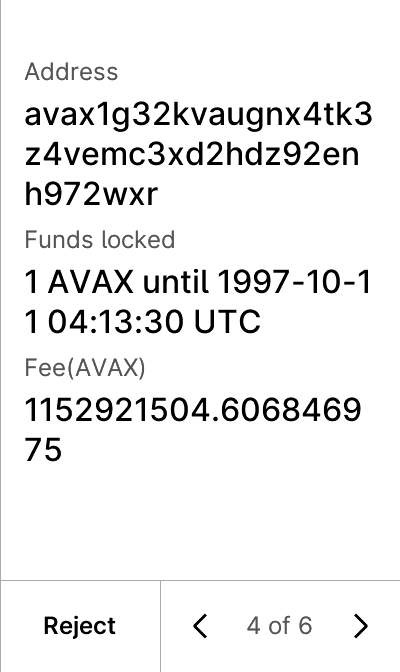 Address
avax1g32kvaugnx4tk3
z4vemc3xd2hdz92en
h972wxr
Funds locked
1 AVAX until 1997-10-1
1 04:13:30 UTC
Fee(AVAX)
1152921504.6068469
75
Reject
4 of 6